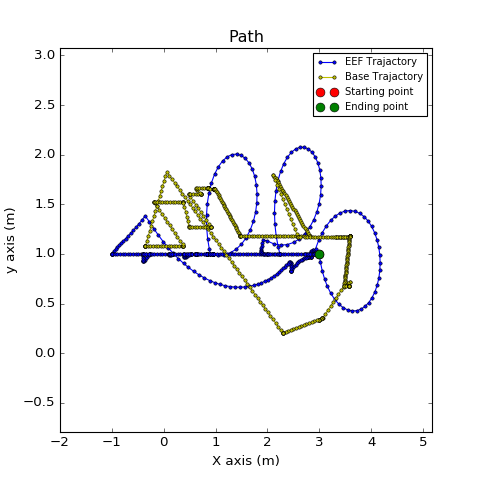 Path
EEF Trajactory
Base Trajactory
Starting point
Ending point
y axis (m)
3.0
2.5
2.0
1.5
1.0
0.5
0.0
−0.5
−2
−1
0
1
2
3
4
5
X axis (m)